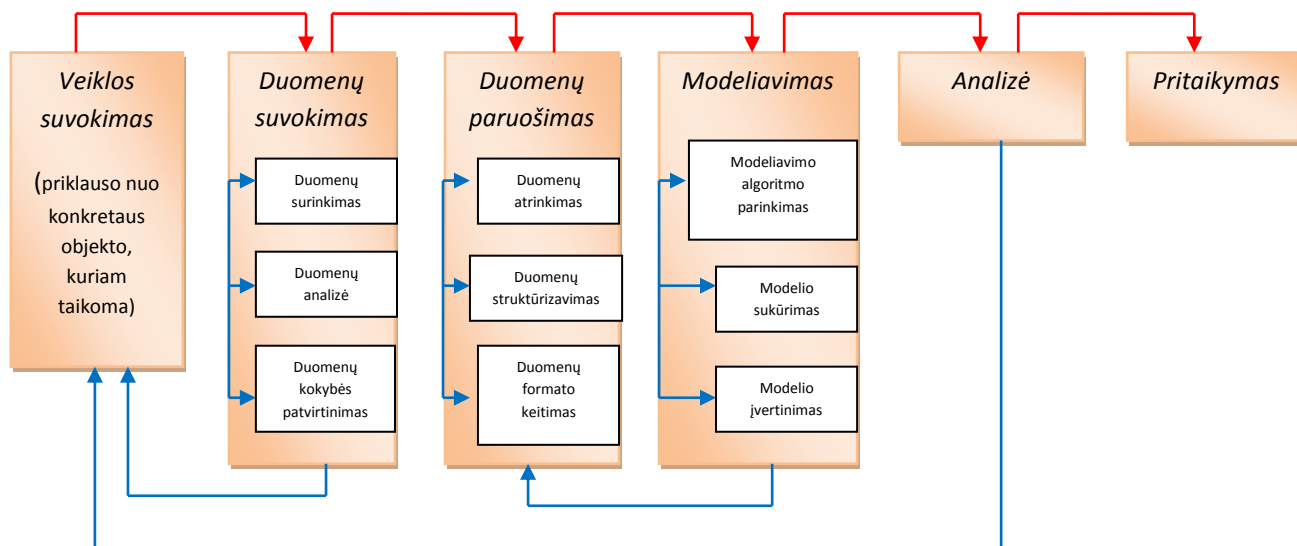 Veiklos
suvokimas
(priklauso nuo
konkretaus
objekto,
kuriam
taikoma)
Duomenų
suvokimas
Duomenų
surinkimas
Duomenų
analizė
Duomenų
kokybės
patvirtinimas
Duomenų
paruošimas
Duomenų
atrinkimas
Duomenų
struktūrizavimas
Duomenų
formato
keitimas
Modeliavimas
Modeliavimo
algoritmo
parinkimas
Modelio
sukūrimas
Modelio
įvertinimas
Analizė
Pritaikymas